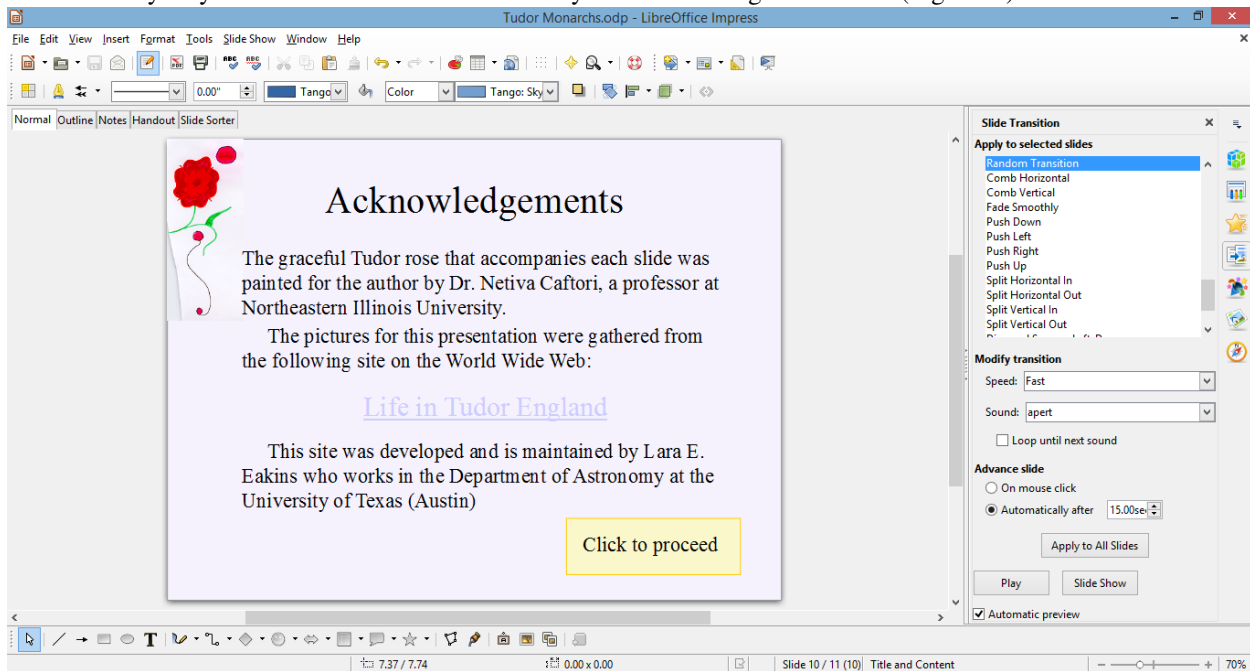 Tudor Monarchs.odp - LibreOffice Impress
File Edit View Insert Format Tools Slide Show Window Help
0.00" Tango Color Tango: Sky
Normal Outline Notes Handout Slide Sorter
Acknowledgements
The graceful Tudor rose that accompanies each slide was
painted for the author by Dr. Netiva Caftori, a professor at
Northeastern Illinois University.
The pictures for this presentation were gathered from
the following site on the World Wide Web:
Life in Tudor England
This site was developed and is maintained by Lara E.
Eakins who works in the Department of Astronomy at the
University of Texas (Austin)
Click to proceed
Slide Transition
Apply to selected slides
Random Transition
Comb Horizontal
Comb Vertical
Fade Smoothly
Push Down
Push Left
Push Right
Push Up
Split Horizontal In
Split Horizontal Out
Split Vertical In
Split Vertical Out
Modify transition
Speed: Fast
Sound: apert
Loop until next sound
Advance slide
On mouse click
Automatically after 15.00se
Apply to All Slides
Play Slide Show
Automatic preview
7.37 / 7.74 0.00 x 0.00 Slide 10 / 11 (10) Title and Content 70%